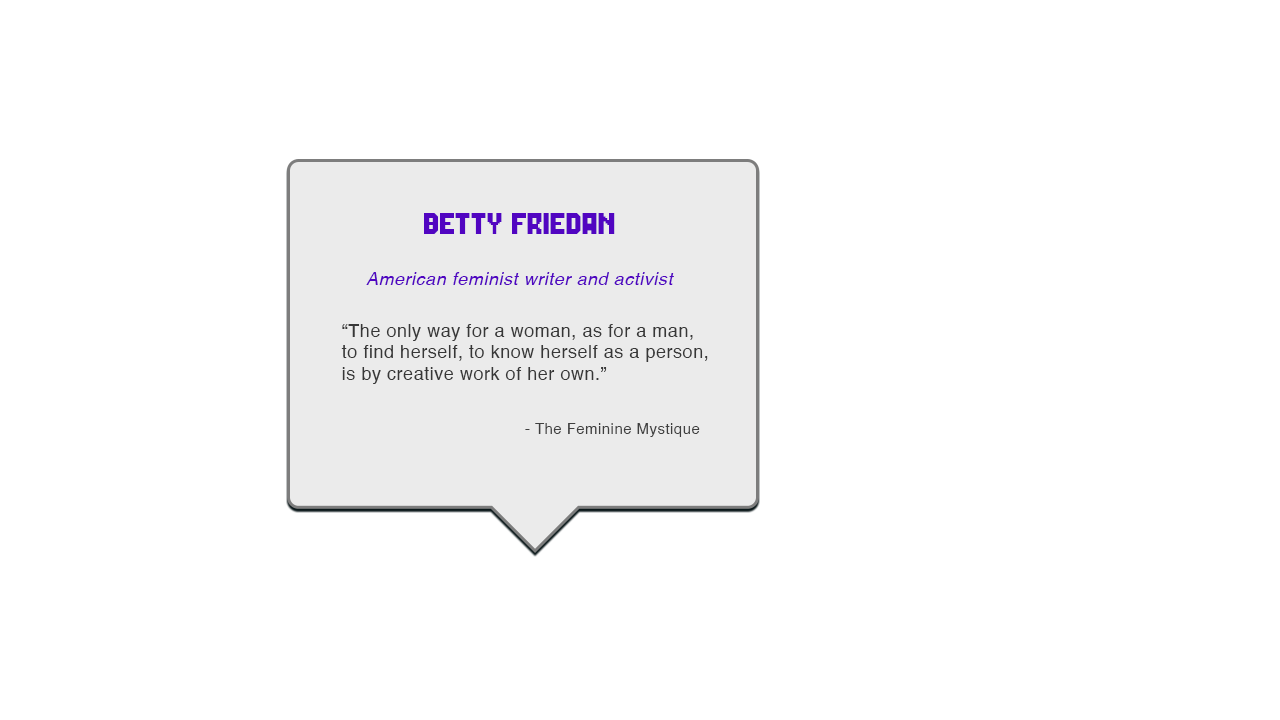 BETTY FRIEDAN
American feminist writer and activist
“The only way for a woman, as for a man,
to find herself, to know herself as a person,
is by creative work of her own.”
- The Feminine Mystique